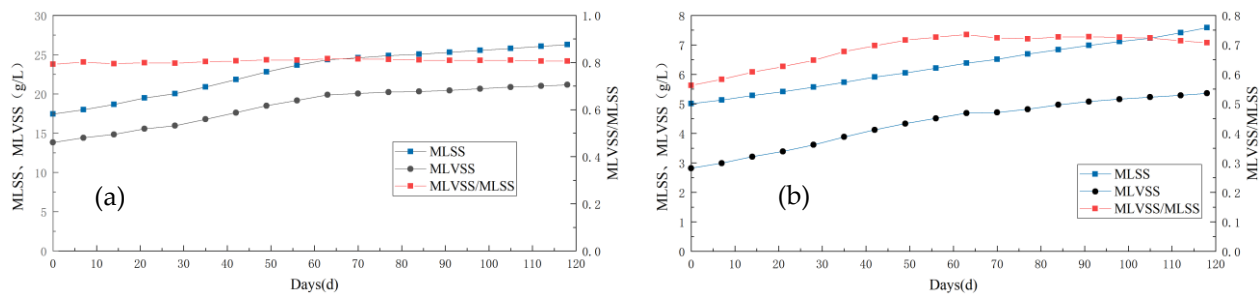 MLSS、MLVSS（g/L）
30
25
20
15
10
5
0
1.0
0.8
0.6
0.4
0.2
0.0
MLVSS/MLSS
MLSS
MLVSS
MLVSS/MLSS
(a)
0 10 20 30 40 50 60 70 80 90 100 110 120
Days(d)
MLSS、MLVSS（g/L）
8
7
6
5
4
3
2
1
0
0.8
0.7
0.6
0.5
0.4
0.3
0.2
0.1
0.0
MLVSS/MLSS
MLSS
MLVSS
MLVSS/MLSS
(b)
0 10 20 30 40 50 60 70 80 90 100 110 120
Days(d)